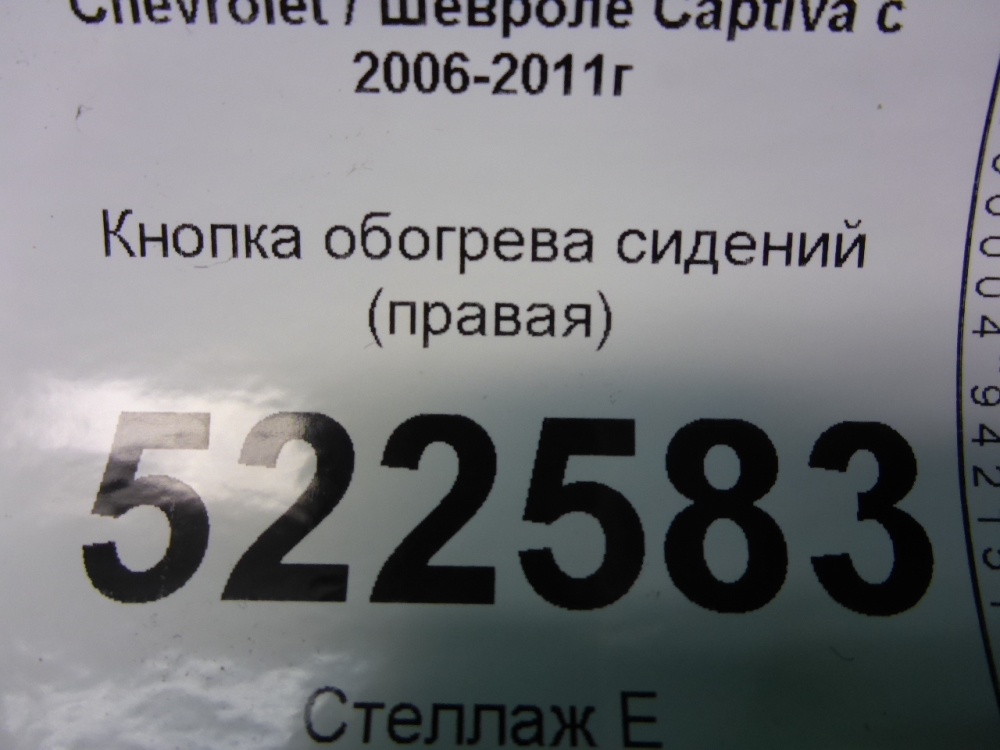 Chevrolet / Шевроле Captiva с
2006-2011г
Кнопка обогрева сидений
(правая)
522583
Стеллаж Е